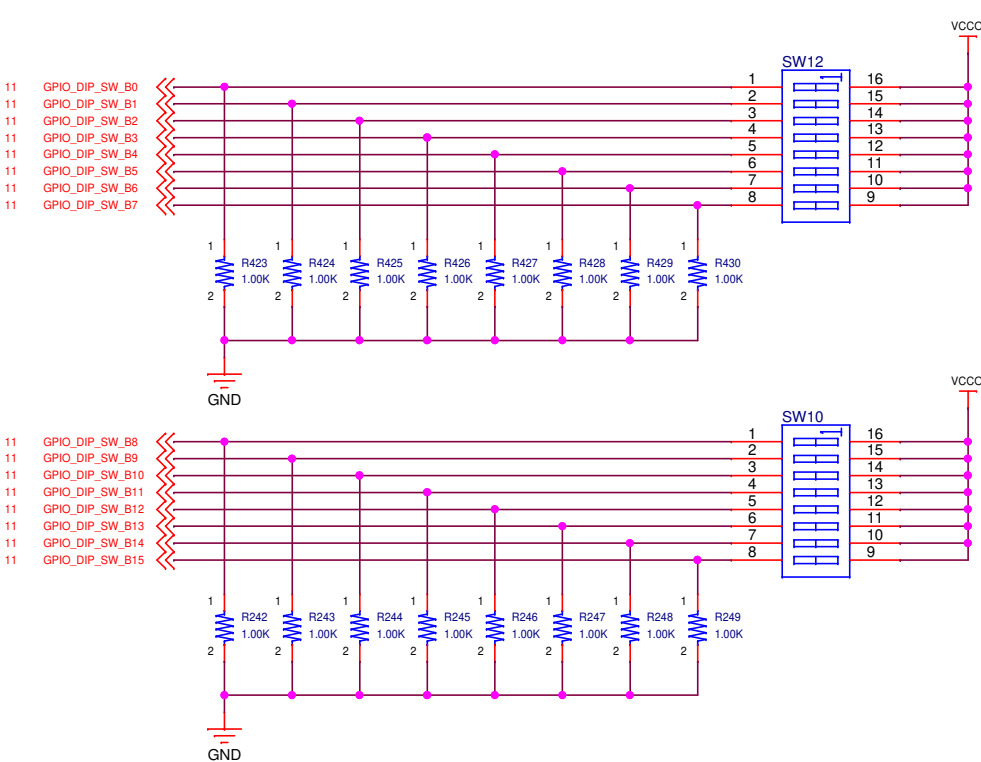 VCCO
SW12
11 GPIO_DIP_SW_B0 1 16
11 GPIO_DIP_SW_B1 2 15
11 GPIO_DIP_SW_B2 3 14
11 GPIO_DIP_SW_B3 4 13
11 GPIO_DIP_SW_B4 5 12
11 GPIO_DIP_SW_B5 6 11
11 GPIO_DIP_SW_B6 7 10
11 GPIO_DIP_SW_B7 8 9
1 1 1 1 1 1 1 1
R423 R424 R425 R426 R427 R428 R429 R430
1.00K 1.00K 1.00K 1.00K 1.00K 1.00K 1.00K 1.00K
2 2 2 2 2 2 2 2
GND
VCCO
SW10
11 GPIO_DIP_SW_B8 1 16
11 GPIO_DIP_SW_B9 2 15
11 GPIO_DIP_SW_B10 3 14
11 GPIO_DIP_SW_B11 4 13
11 GPIO_DIP_SW_B12 5 12
11 GPIO_DIP_SW_B13 6 11
11 GPIO_DIP_SW_B14 7 10
11 GPIO_DIP_SW_B15 8 9
1 1 1 1 1 1 1 1
R242 R243 R244 R245 R246 R247 R248 R249
1.00K 1.00K 1.00K 1.00K 1.00K 1.00K 1.00K 1.00K
2 2 2 2 2 2 2 2
GND